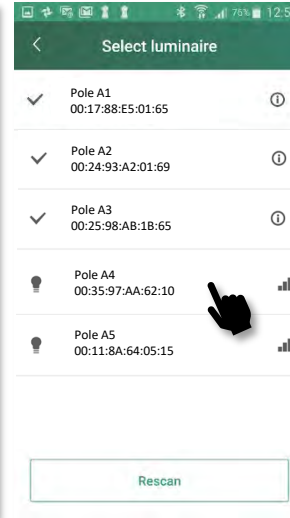 76% 12:5
Select luminaire
Pole A1
00:17:88:E5:01:65
Pole A2
00:24:93:A2:01:69
Pole A3
00:25:98:AB:1B:65
Pole A4
00:35:97:AA:62:10
Pole A5
00:11:8A:64:05:15
Rescan